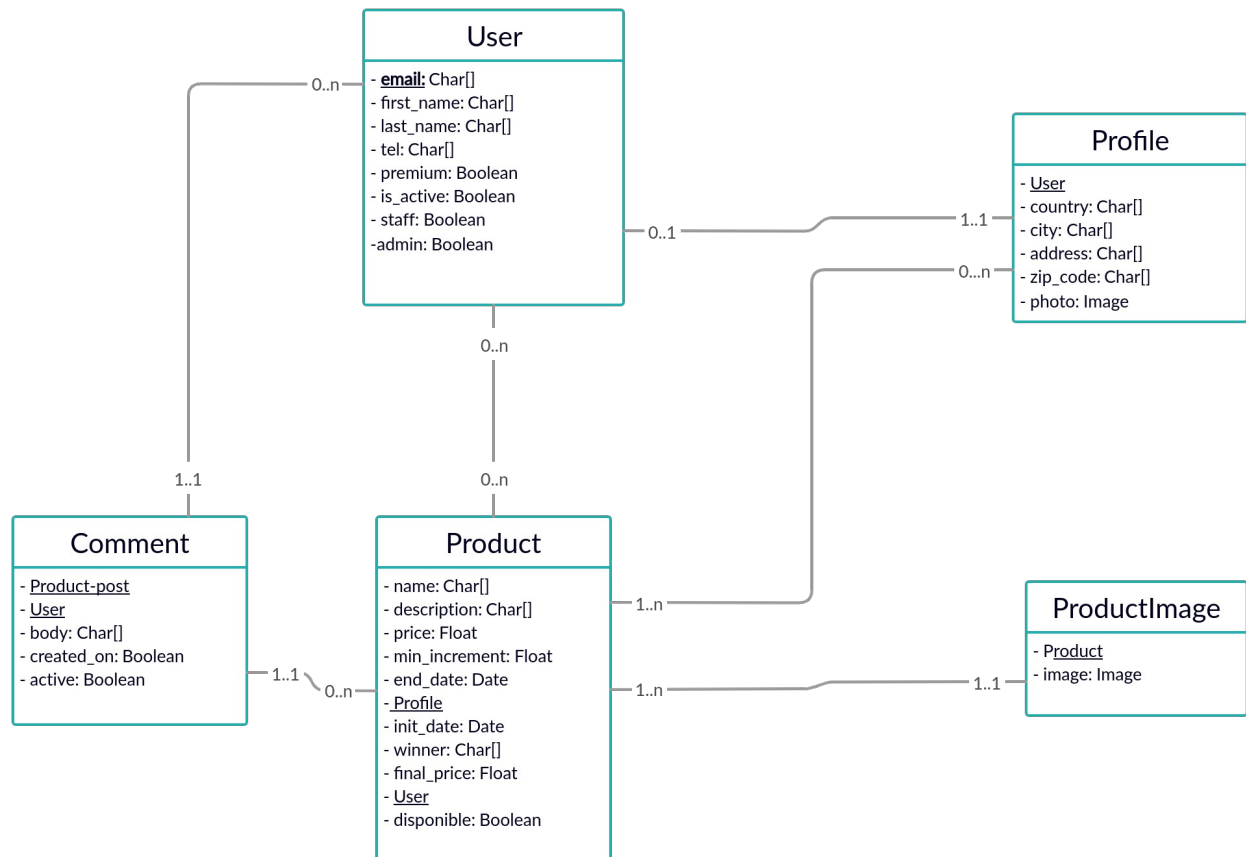 User
- email: Char[]
- first_name: Char[]
- last_name: Char[]
- tel: Char[]
- premium: Boolean
- is_active: Boolean
- staff: Boolean
-admin: Boolean
0..n
1..1
0..1
1..1
0..n
0..n
Profile
- User
- country: Char[]
- city: Char[]
- address: Char[]
- zip_code: Char[]
- photo: Image
0...n
1..n
Comment
- Product-post
- User
- body: Char[]
- created_on: Boolean
- active: Boolean
1..1
0..n
Product
- name: Char[]
- description: Char[]
- price: Float
- min_increment: Float
- end_date: Date
- Profile
- init_date: Date
- winner: Char[]
- final_price: Float
- User
- disponible: Boolean
1..n
1..1
ProductImage
- Product
- image: Image